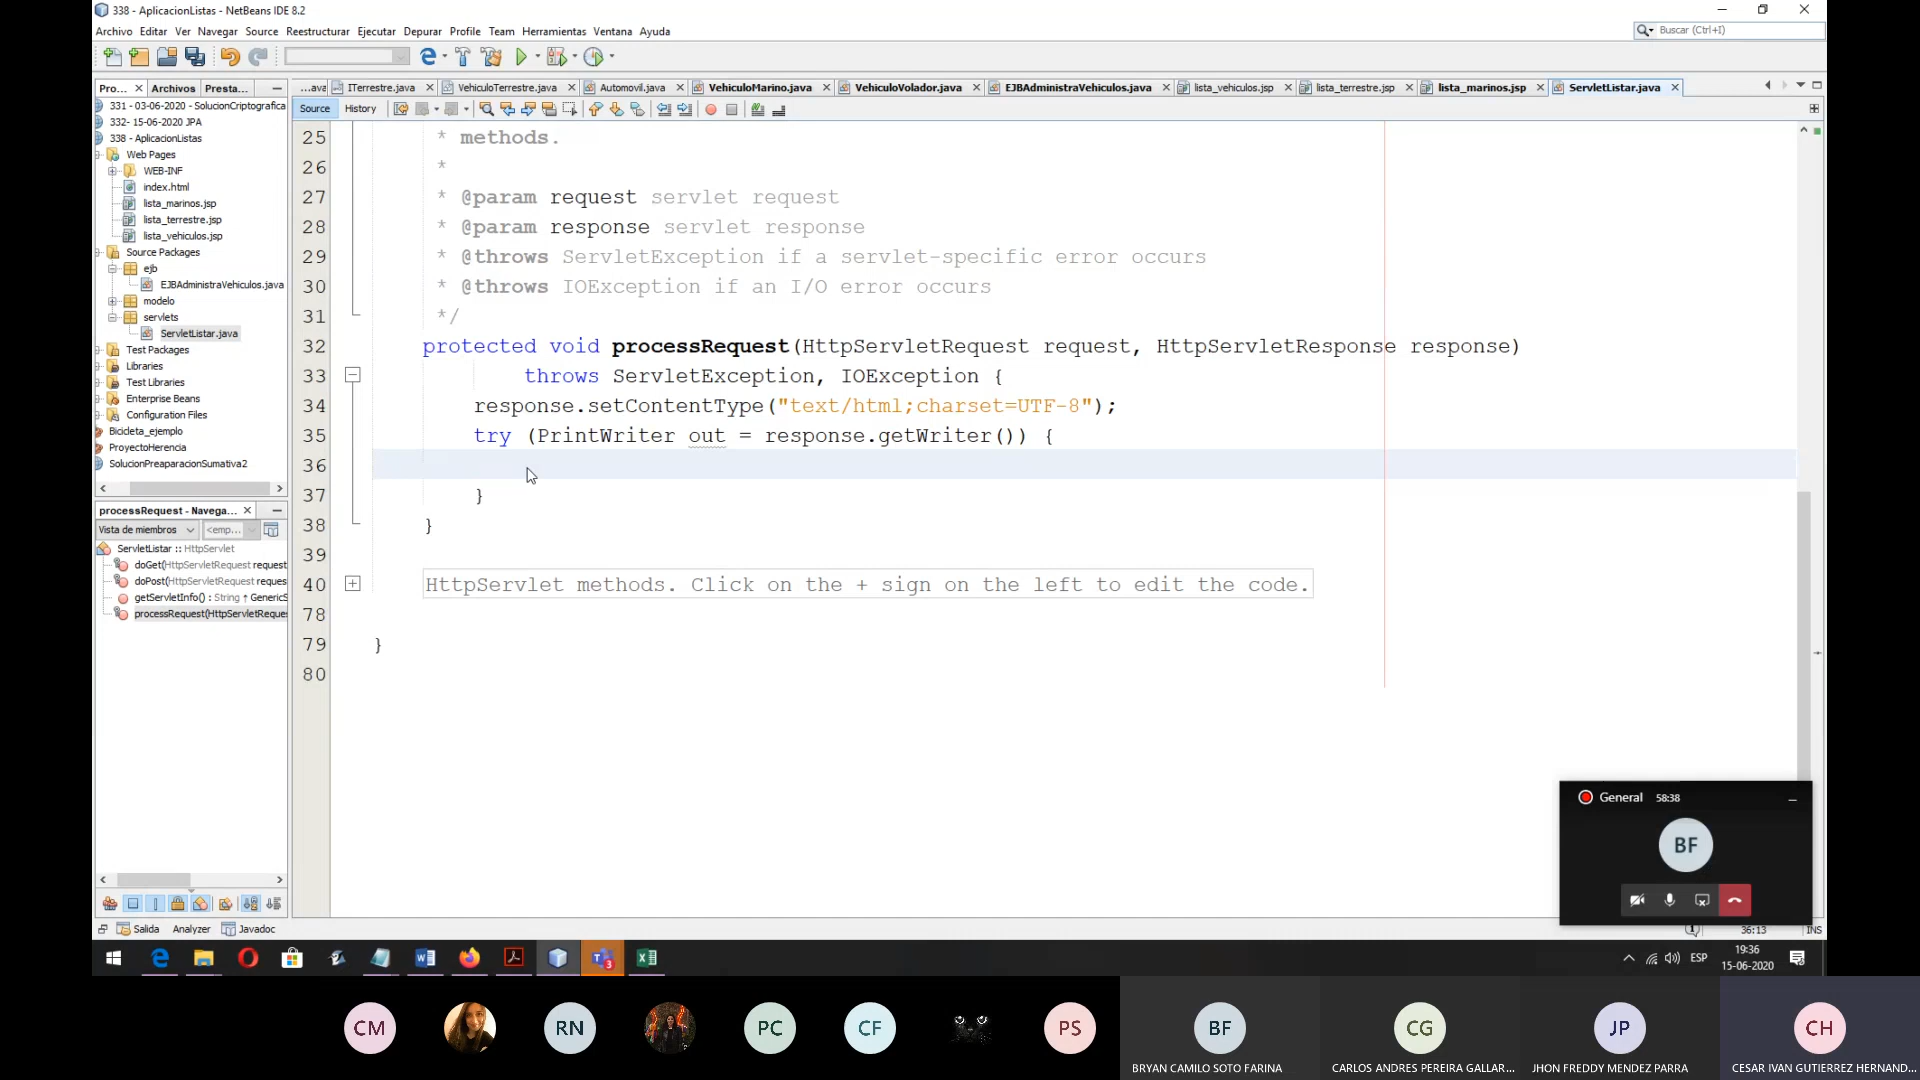 338 - AplicacionListas - NetBeans IDE 8.2
Archivo Editar Ver Navegar Source Reestructurar Ejecutar Depurar Profile Team Herramientas Ventana Ayuda
Buscar (Ctrl+I)
Pro... Archivos Presta...
...ava ITerrestre.java VehiculoTerrestre.java Automovil.java VehiculoMarino.java VehiculoVolador.java EJBAdministraVehiculos.java lista_vehiculos.jsp lista_terrestre.jsp lista_marinos.jsp ServletListar.java
Source History
331 - 03-06-2020 - SolucionCriptografica
332- 15-06-2020 JPA
338 - AplicacionListas
Web Pages
WEB-INF
index.html
lista_marinos.jsp
lista_terrestre.jsp
lista_vehiculos.jsp
Source Packages
ejb
EJBAdministraVehiculos.java
modelo
servlets
ServletListar.java
Test Packages
Libraries
Test Libraries
Enterprise Beans
Configuration Files
Bicicleta_ejemplo
ProyectoHerencia
SolucionPreaparacionSumativa2
processRequest - Navega...
Vista de miembros <emp...
ServletListar :: HttpServlet
doGet(HttpServletRequest request
doPost(HttpServletRequest reques
getServletInfo() : String ↑ GenericS
processRequest(HttpServletReque
25 * methods.
26 *
27 * @param request servlet request
28 * @param response servlet response
29 * @throws ServletException if a servlet-specific error occurs
30 * @throws IOException if an I/O error occurs
31 */
32 protected void processRequest(HttpServletRequest request, HttpServletResponse response)
33 throws ServletException, IOException {
34 response.setContentType("text/html;charset=UTF-8");
35 try (PrintWriter out = response.getWriter()) {
36
37 }
38 }
39
40 HttpServlet methods. Click on the + sign on the left to edit the code.
78
79 }
80
General 58:38
BF
Salida Analyzer Javadoc
36:13 INS
ESP
19:36
15-06-2020
CM RN PC CF PS BF CG JP CH
BRYAN CAMILO SOTO FARINA
CARLOS ANDRES PEREIRA GALLAR...
JHON FREDDY MENDEZ PARRA
CESAR IVAN GUTIERREZ HERNAND...